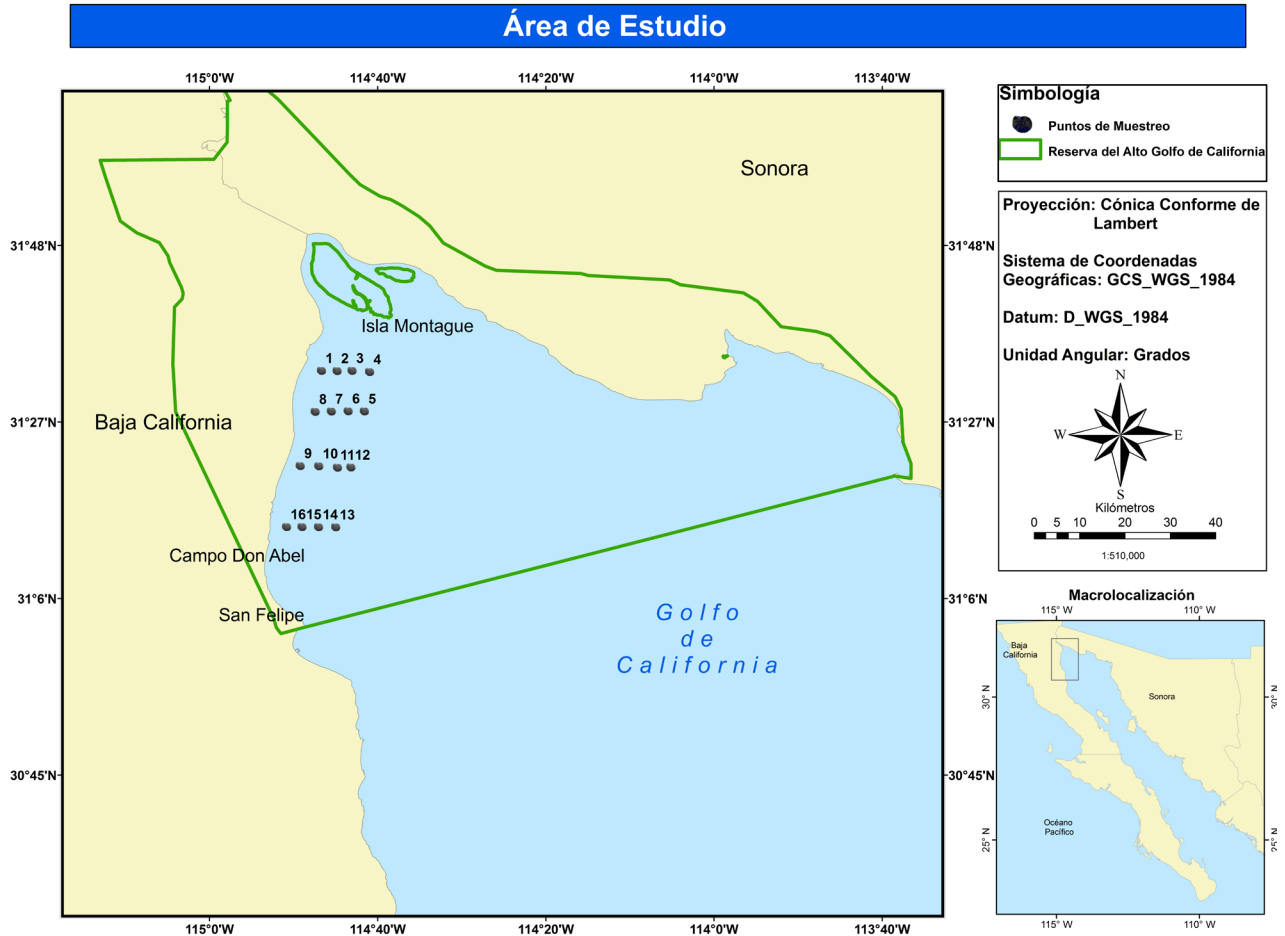 Área de Estudio
115°0'W 114°40'W 114°20'W 114°0'W 113°40'W
Sonora
31°48'N 31°48'N
Isla Montague
1 2 3 4
8 7 6 5
Baja California
31°27'N 31°27'N
9 10 11 12
16 15 14 13
Campo Don Abel
San Felipe
31°6'N 31°6'N
Golfo
de
California
30°45'N 30°45'N
115°0'W 114°40'W 114°20'W 114°0'W 113°40'W
Simbología
Puntos de Muestreo
Reserva del Alto Golfo de California
Proyección: Cónica Conforme de
Lambert
Sistema de Coordenadas
Geográficas: GCS_WGS_1984
Datum: D_WGS_1984
Unidad Angular: Grados
N
W E
S
Kilómetros
0 5 10 20 30 40
1:510,000
Macrolocalización
115° W 110° W
Baja
California
Sonora
30° N 30° N
Océano
Pacífico
25° N 25° N
115° W 110° W